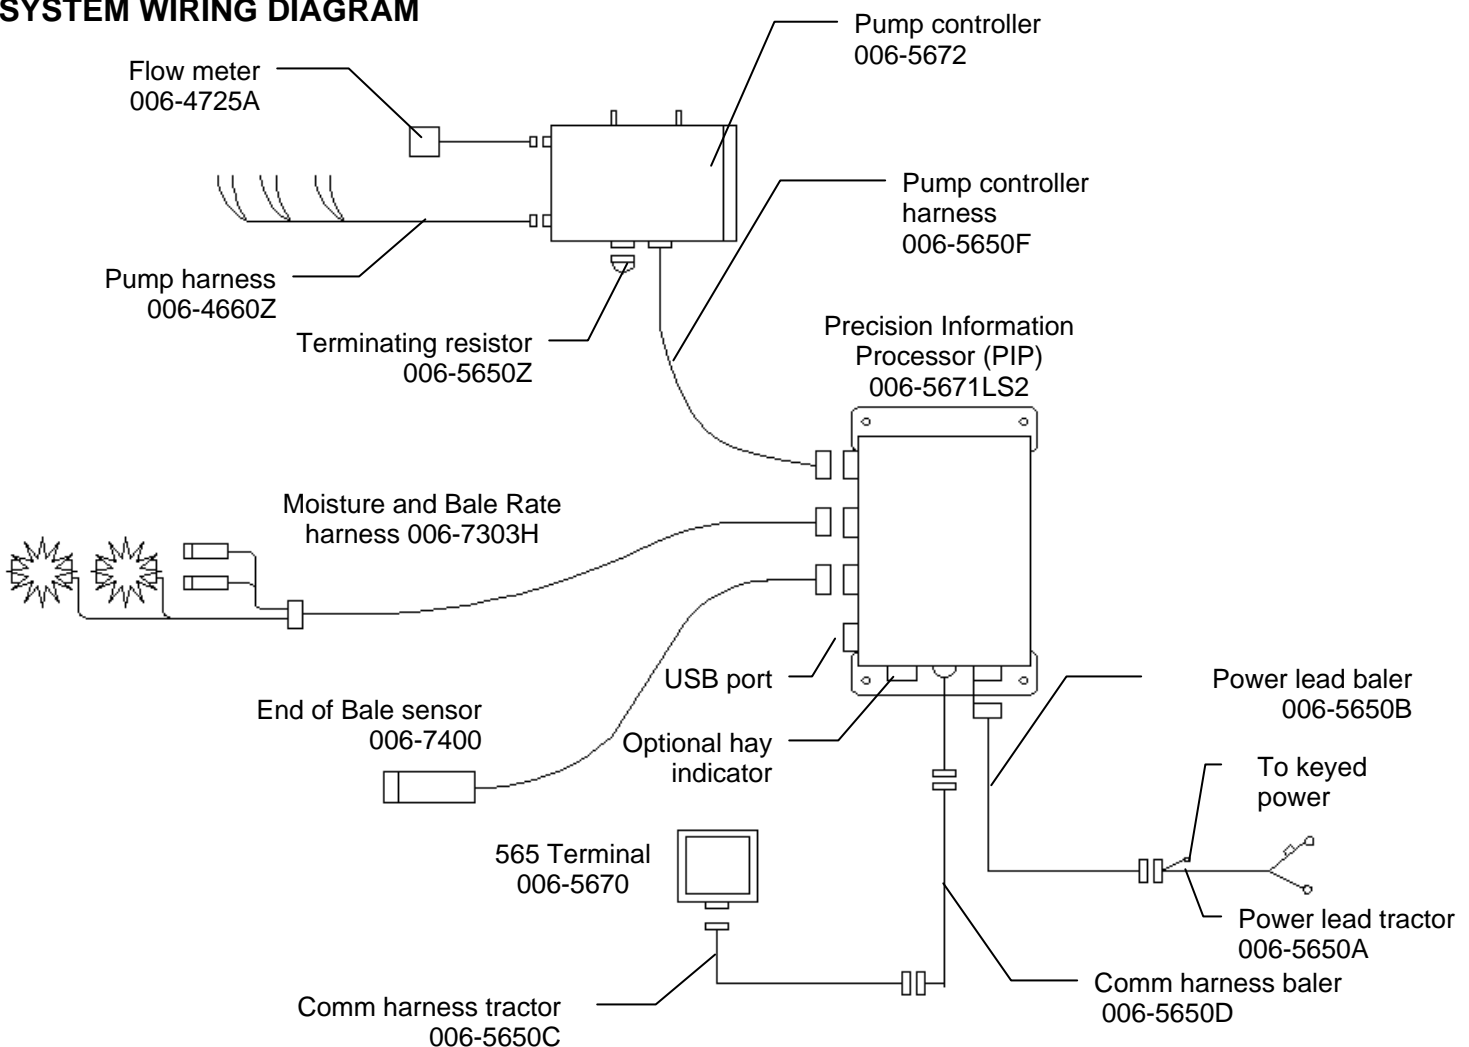 SYSTEM WIRING DIAGRAM
Pump controller
006-5672
Flow meter
006-4725A
Pump controller
harness
006-5650F
Pump harness
006-4660Z
Terminating resistor
006-5650Z
Precision Information
Processor (PIP)
006-5671LS2
Moisture and Bale Rate
harness 006-7303H
USB port
End of Bale sensor
006-7400
Optional hay
indicator
Power lead baler
006-5650B
To keyed
power
565 Terminal
006-5670
Power lead tractor
006-5650A
Comm harness baler
006-5650D
Comm harness tractor
006-5650C